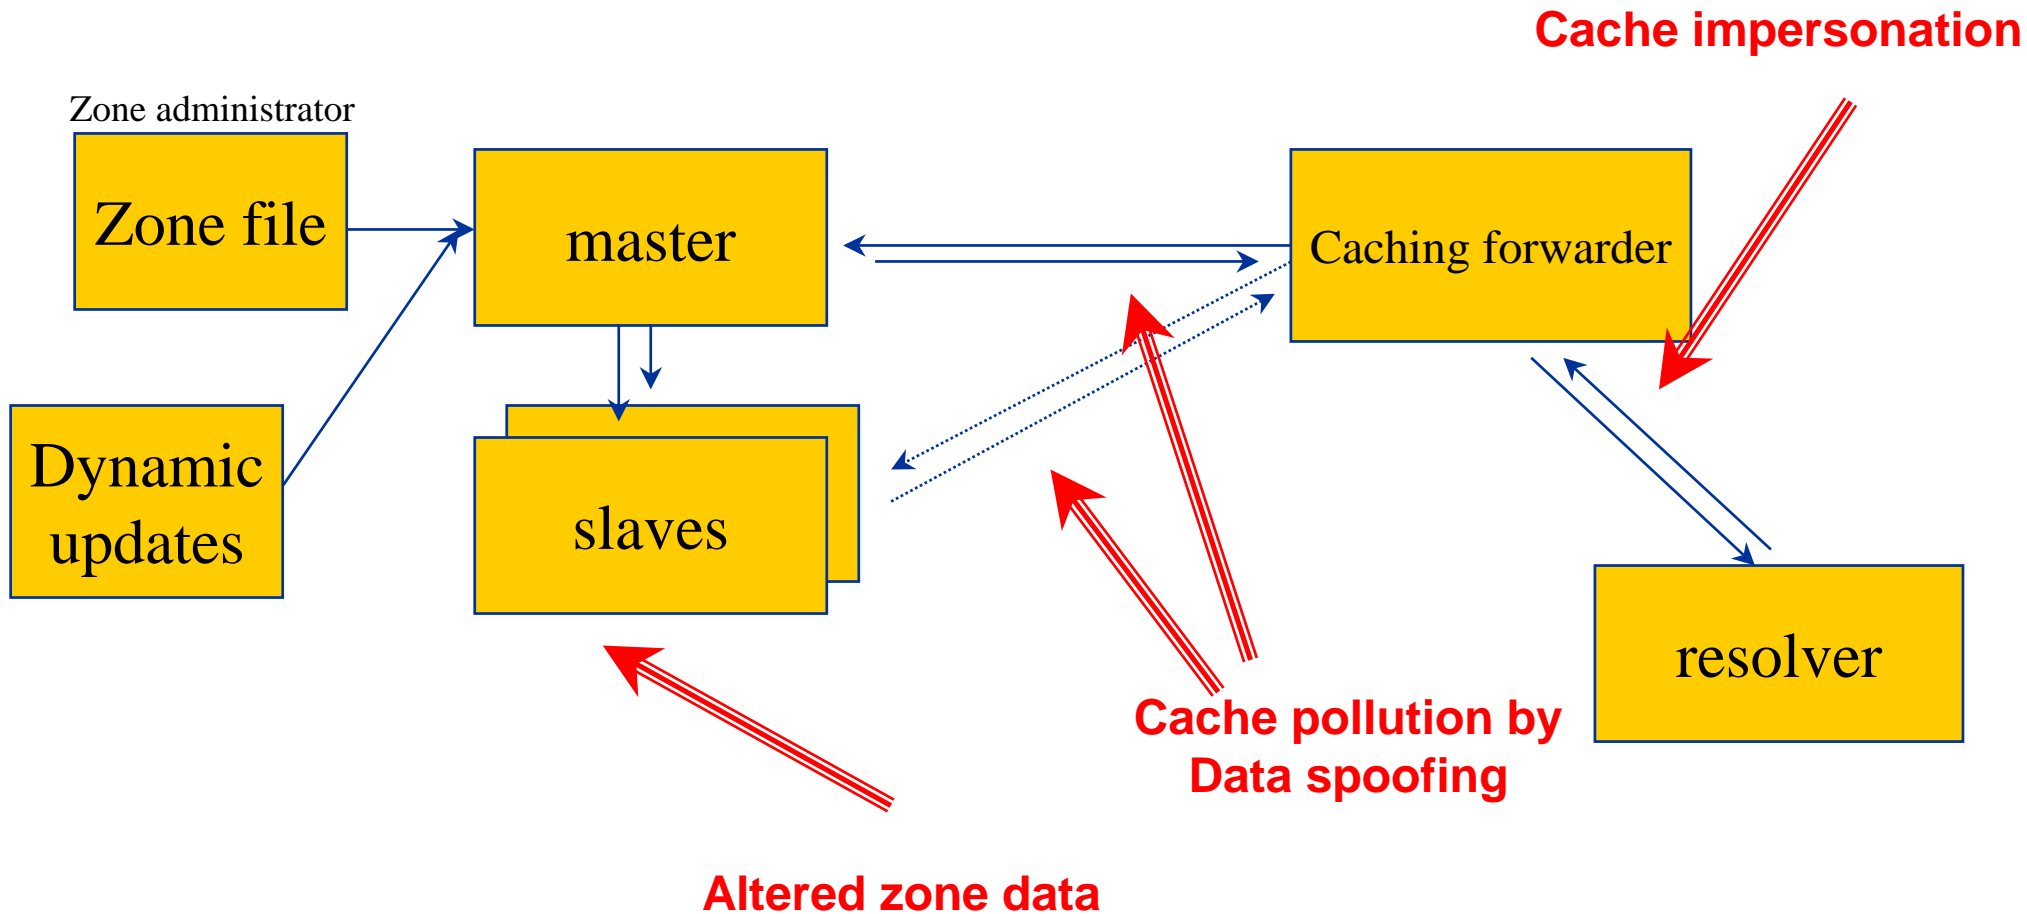 Cache impersonation
Zone administrator
Zone file
master
Caching forwarder
Dynamic
updates
slaves
resolver
Cache pollution by
Data spoofing
Altered zone data